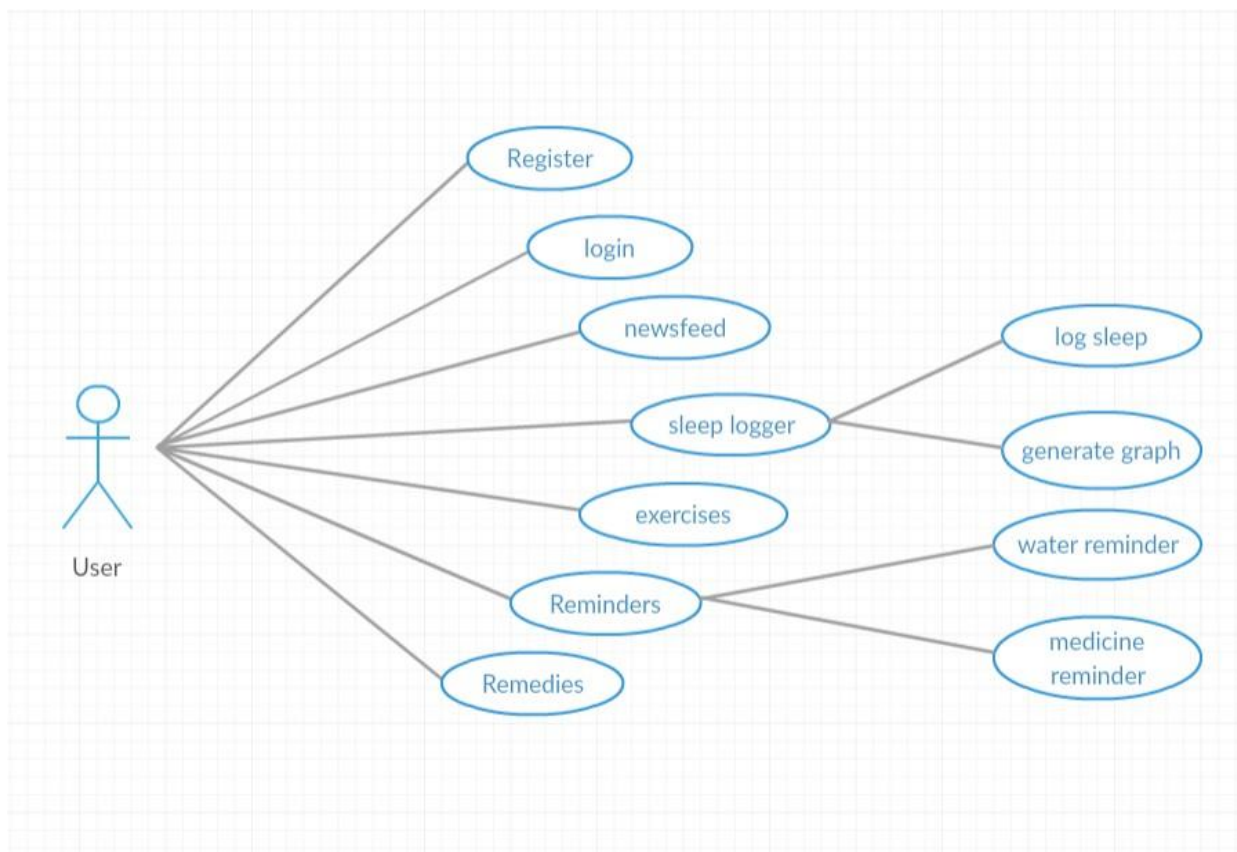 Register
login
newsfeed
log sleep
sleep logger
generate graph
exercises
water reminder
User
Reminders
medicine
reminder
Remedies